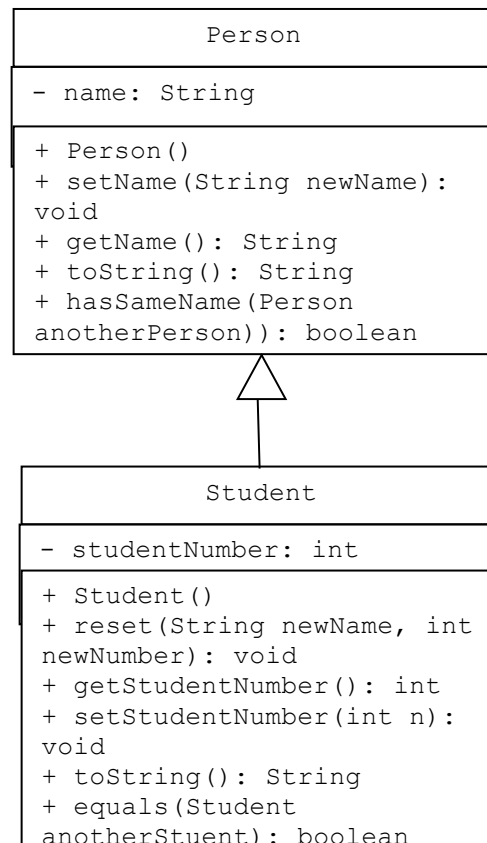 Person
- name: String
+ Person()
+ setName(String newName):
void
+ getName(): String
+ toString(): String
+ hasSameName(Person
anotherPerson)): boolean
Student
- studentNumber: int
+ Student()
+ reset(String newName, int
newNumber): void
+ getStudentNumber(): int
+ setStudentNumber(int n):
void
+ toString(): String
+ equals(Student
anotherStuent): boolean